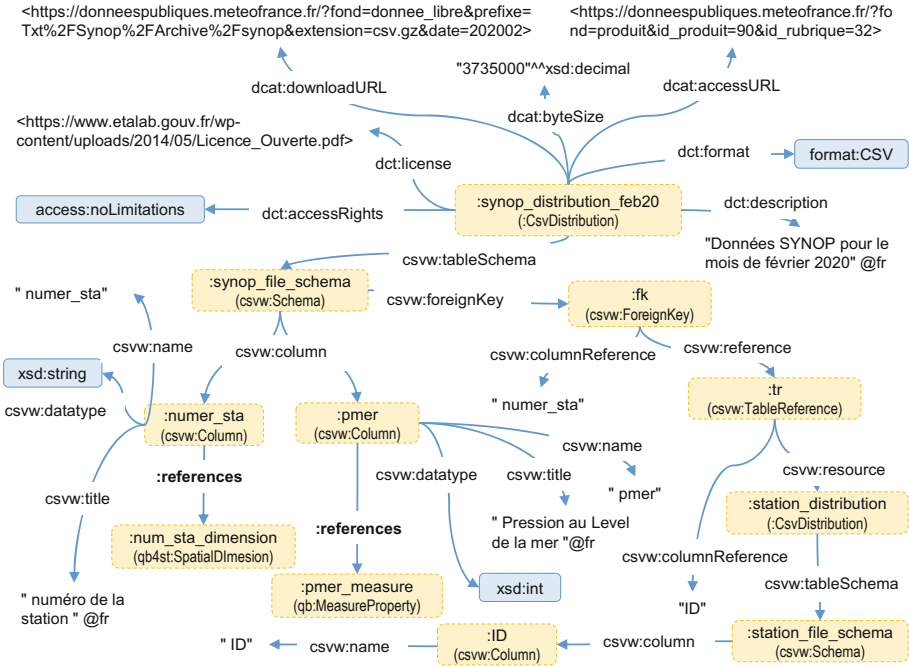 <https://donneespubliques.meteofrance.fr/?fond=donnee_libre&prefixe=
Txt%2FSynop%2FArchive%2Fsynop&extension=csv.gz&date=202002>
<https://donneespubliques.meteofrance.fr/?fo
nd=produit&id_produit=90&id_rubrique=32>
"3735000"^^xsd:decimal
dcat:downloadURL
dcat:accessURL
dcat:byteSize
<https://www.etalab.gouv.fr/wp-
content/uploads/2014/05/Licence_Ouverte.pdf>
dct:license
dct:format
format:CSV
access:noLimitations
dct:accessRights
:synop_distribution_feb20
(:CsvDistribution)
dct:description
"Données SYNOP pour le
mois de février 2020" @fr
csvw:tableSchema
:synop_file_schema
(csvw:Schema)
csvw:foreignKey
:fk
(csvw:ForeignKey)
" numer_sta"
csvw:name
csvw:column
csvw:columnReference
csvw:reference
xsd:string
csvw:datatype
" numer_sta"
:tr
(csvw:TableReference)
:numer_sta
(csvw:Column)
:pmer
(csvw:Column)
csvw:name
csvw:datatype
csvw:title
csvw:resource
:references
csvw:title
" pmer"
:station_distribution
(:CsvDistribution)
:num_sta_dimension
(qb4st:SpatialDImesion)
:references
" Pression au Level
de la mer "@fr
csvw:columnReference
:pmer_measure
(qb:MeasureProperty)
xsd:int
csvw:tableSchema
" numéro de la
station " @fr
"ID"
" ID"
csvw:name
:ID
(csvw:Column)
csvw:column
:station_file_schema
(csvw:Schema)